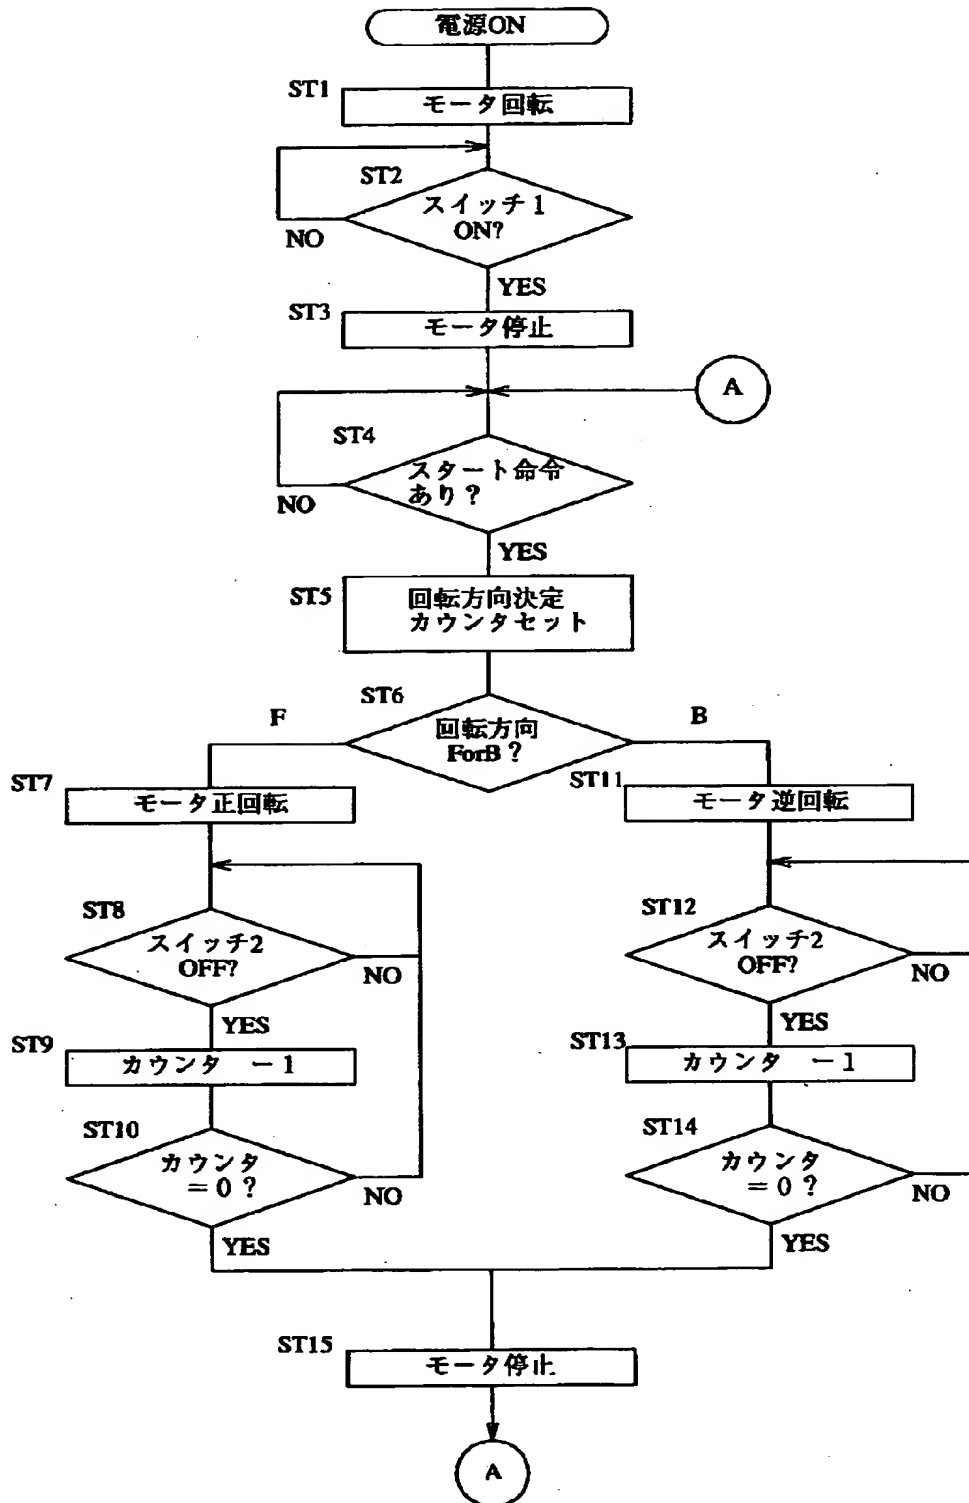 電源ON
ST1
モータ回転
ST2
スイッチ1
ON?
NO
YES
ST3
モータ停止
A
ST4
スタート命令
あり?
NO
YES
ST5
回転方向決定
カウンタセット
ST6
回転方向
ForB?
F
B
ST7
モータ正回転
ST8
スイッチ2
OFF?
NO
YES
ST9
カウンタ -1
ST10
カウンタ
=0?
NO
YES
ST11
モータ逆回転
ST12
スイッチ2
OFF?
NO
YES
ST13
カウンタ -1
ST14
カウンタ
=0?
NO
YES
ST15
モータ停止
A